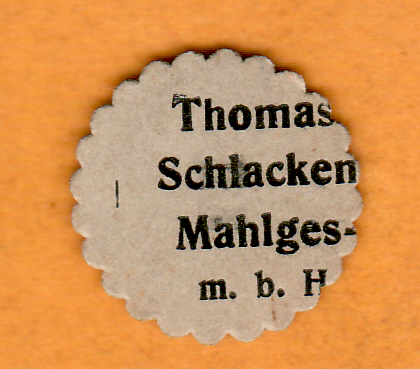 Thomas
Schlacken
Mahlges-
m. b. H